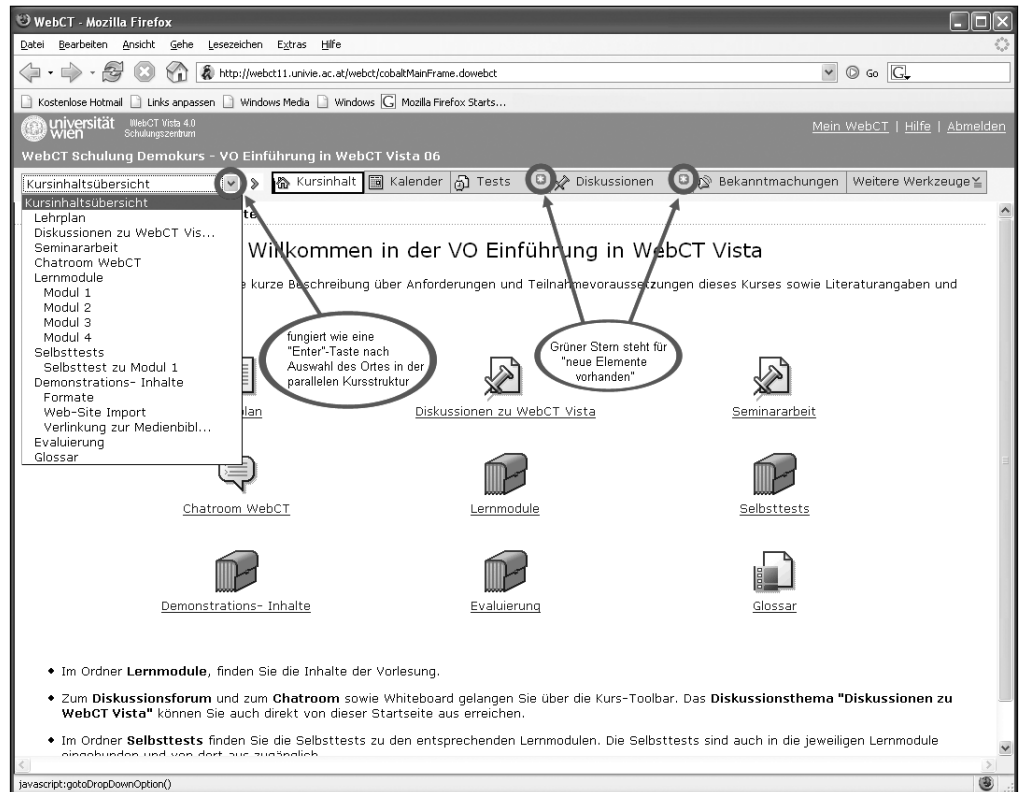 WebCT - Mozilla Firefox
Datei Bearbeiten Ansicht Gehe Lesezeichen Extras Hilfe
http://webct11.univie.ac.at/webct/cobaltMainFrame.dowebct Go G
Kostenlose Hotmail Links anpassen Windows Media Windows G Mozilla Firefox Starts...
universität wien WebCT Vista 4.0 Schulungszentrum
Mein WebCT | Hilfe | Abmelden
WebCT Schulung Demokurs - VO Einführung in WebCT Vista 06
Kursinhaltsübersicht Kursinhalt Kalender Tests Diskussionen Bekanntmachungen Weitere Werkzeuge
Kursinhaltsübersicht
Lehrplan
Diskussionen zu WebCT Vis...
Seminararbeit
Chatroom WebCT
Lernmodule
Modul 1
Modul 2
Modul 3
Modul 4
Selbsttests
Selbsttest zu Modul 1
Demonstrations- Inhalte
Formate
Web-Site Import
Verlinkung zur Medienbibl...
Evaluierung
Glossar
Willkommen in der VO Einführung in WebCT Vista
kurze Beschreibung über Anforderungen und Teilnahmevoraussetzungen dieses Kurses sowie Literaturangaben und
fungiert wie eine
"Enter"-Taste nach
Auswahl des Ortes in der
parallelen Kursstruktur
Grüner Stern steht für
"neue Elemente
vorhanden"
plan Diskussionen zu WebCT Vista Seminararbeit
Chatroom WebCT Lernmodule Selbsttests
Demonstrations- Inhalte Evaluierung Glossar
Im Ordner Lernmodule, finden Sie die Inhalte der Vorlesung.
Zum Diskussionsforum und zum Chatroom sowie Whiteboard gelangen Sie über die Kurs-Toolbar. Das Diskussionsthema "Diskussionen zu
WebCT Vista" können Sie auch direkt von dieser Startseite aus erreichen.
Im Ordner Selbsttests finden Sie die Selbsttests zu den entsprechenden Lernmodulen. Die Selbsttests sind auch in die jeweiligen Lernmodule
eingebunden und von dort aus zugänglich
javascript:gotoDropDownOption()